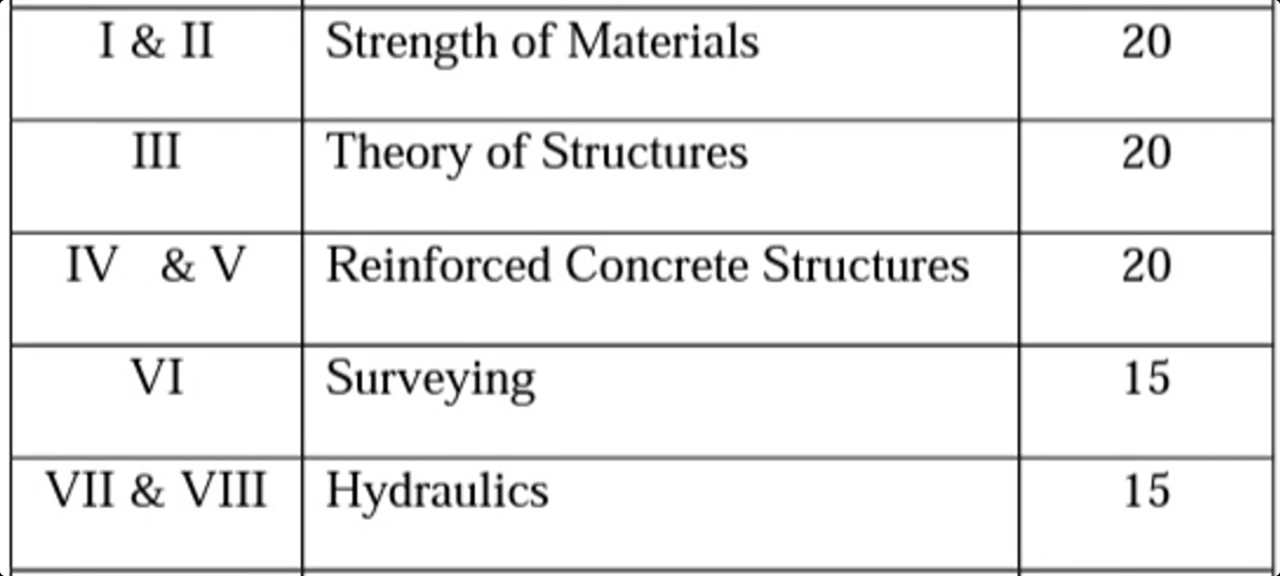 I & II Strength of Materials 20
III Theory of Structures 20
IV & V Reinforced Concrete Structures 20
VI Surveying 15
VII & VIII Hydraulics 15